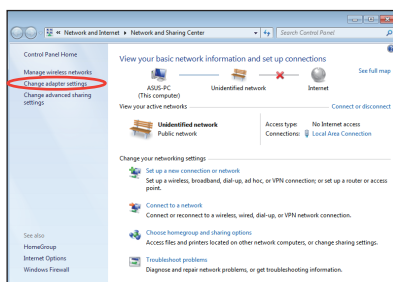 Network and Internet
Network and Sharing Center
Search Control Panel
Control Panel Home
Manage wireless networks
Change adapter settings
Change advanced sharing
settings
See also
HomeGroup
Internet Options
Windows Firewall
View your basic network information and set up connections
See full map
ASUS-PC
(This computer)
Unidentified network
Internet
View your active networks
Connect or disconnect
Unidentified network
Public network
Access type: No Internet access
Connections: Local Area Connection
Change your networking settings
Set up a new connection or network
Set up a wireless, broadband, dial-up, ad hoc, or VPN connection; or set up a router or access
point.
Connect to a network
Connect or reconnect to a wireless, wired, dial-up, or VPN network connection.
Choose homegroup and sharing options
Access files and printers located on other network computers, or change sharing settings.
Troubleshoot problems
Diagnose and repair network problems, or get troubleshooting information.